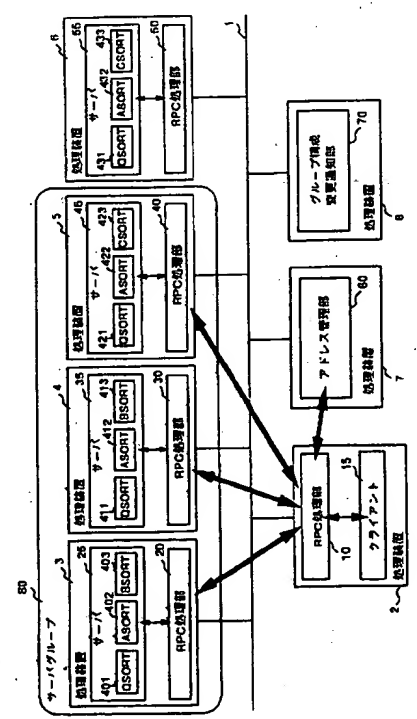 80
サーバグループ
3
処理装置
25
サーバ
401
402
403
QSORT
ASORT
BSORT
RPC処理部
20
4
処理装置
35
サーバ
411
412
413
QSORT
ASORT
BSORT
RPC処理部
30
5
処理装置
45
サーバ
421
422
423
QSORT
ASORT
CSORT
RPC処理部
40
6
処理装置
55
サーバ
431
432
433
QSORT
ASORT
CSORT
RPC処理部
50
1
RPC処理部
10
クライアント
15
処理装置
2
アドレス管理部
60
処理装置
7
グループ構成
変更通知部
70
処理装置
8